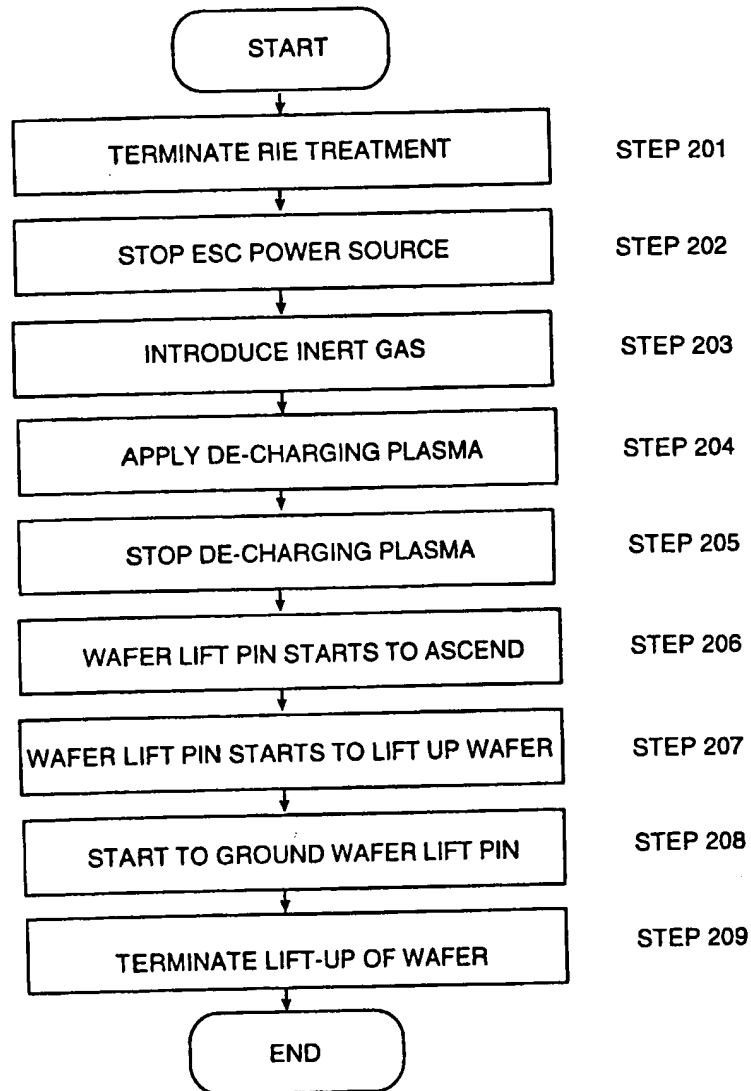 START
TERMINATE RIE TREATMENT STEP 201
STOP ESC POWER SOURCE STEP 202
INTRODUCE INERT GAS STEP 203
APPLY DE-CHARGING PLASMA STEP 204
STOP DE-CHARGING PLASMA STEP 205
WAFER LIFT PIN STARTS TO ASCEND STEP 206
WAFER LIFT PIN STARTS TO LIFT UP WAFER STEP 207
START TO GROUND WAFER LIFT PIN STEP 208
TERMINATE LIFT-UP OF WAFER STEP 209
END